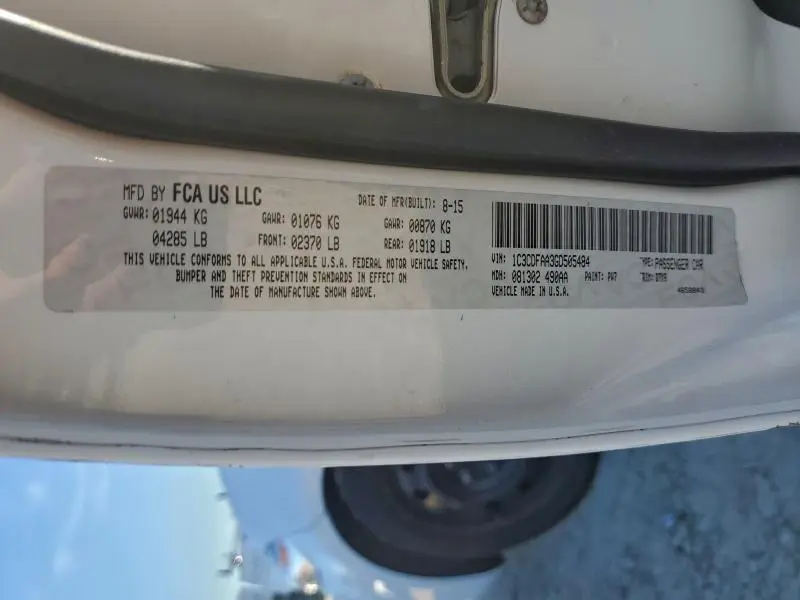 MFD BY FCA US LLC DATE OF MFR(BUILT): 8-15
GVWR: 01944 KG GAWR: 01076 KG GAWR: 00870 KG
04285 LB FRONT: 02370 LB REAR: 01918 LB
THIS VEHICLE CONFORMS TO ALL APPLICABLE U.S.A. FEDERAL MOTOR VEHICLE SAFETY,
BUMPER AND THEFT PREVENTION STANDARDS IN EFFECT ON
THE DATE OF MANUFACTURE SHOWN ABOVE.
VIN: 1C3CDFAA3GD505484 TYPE: PASSENGER CAR
MDH: 081302 490AA PAINT: PW7 TRIM:
VEHICLE MADE IN U.S.A.